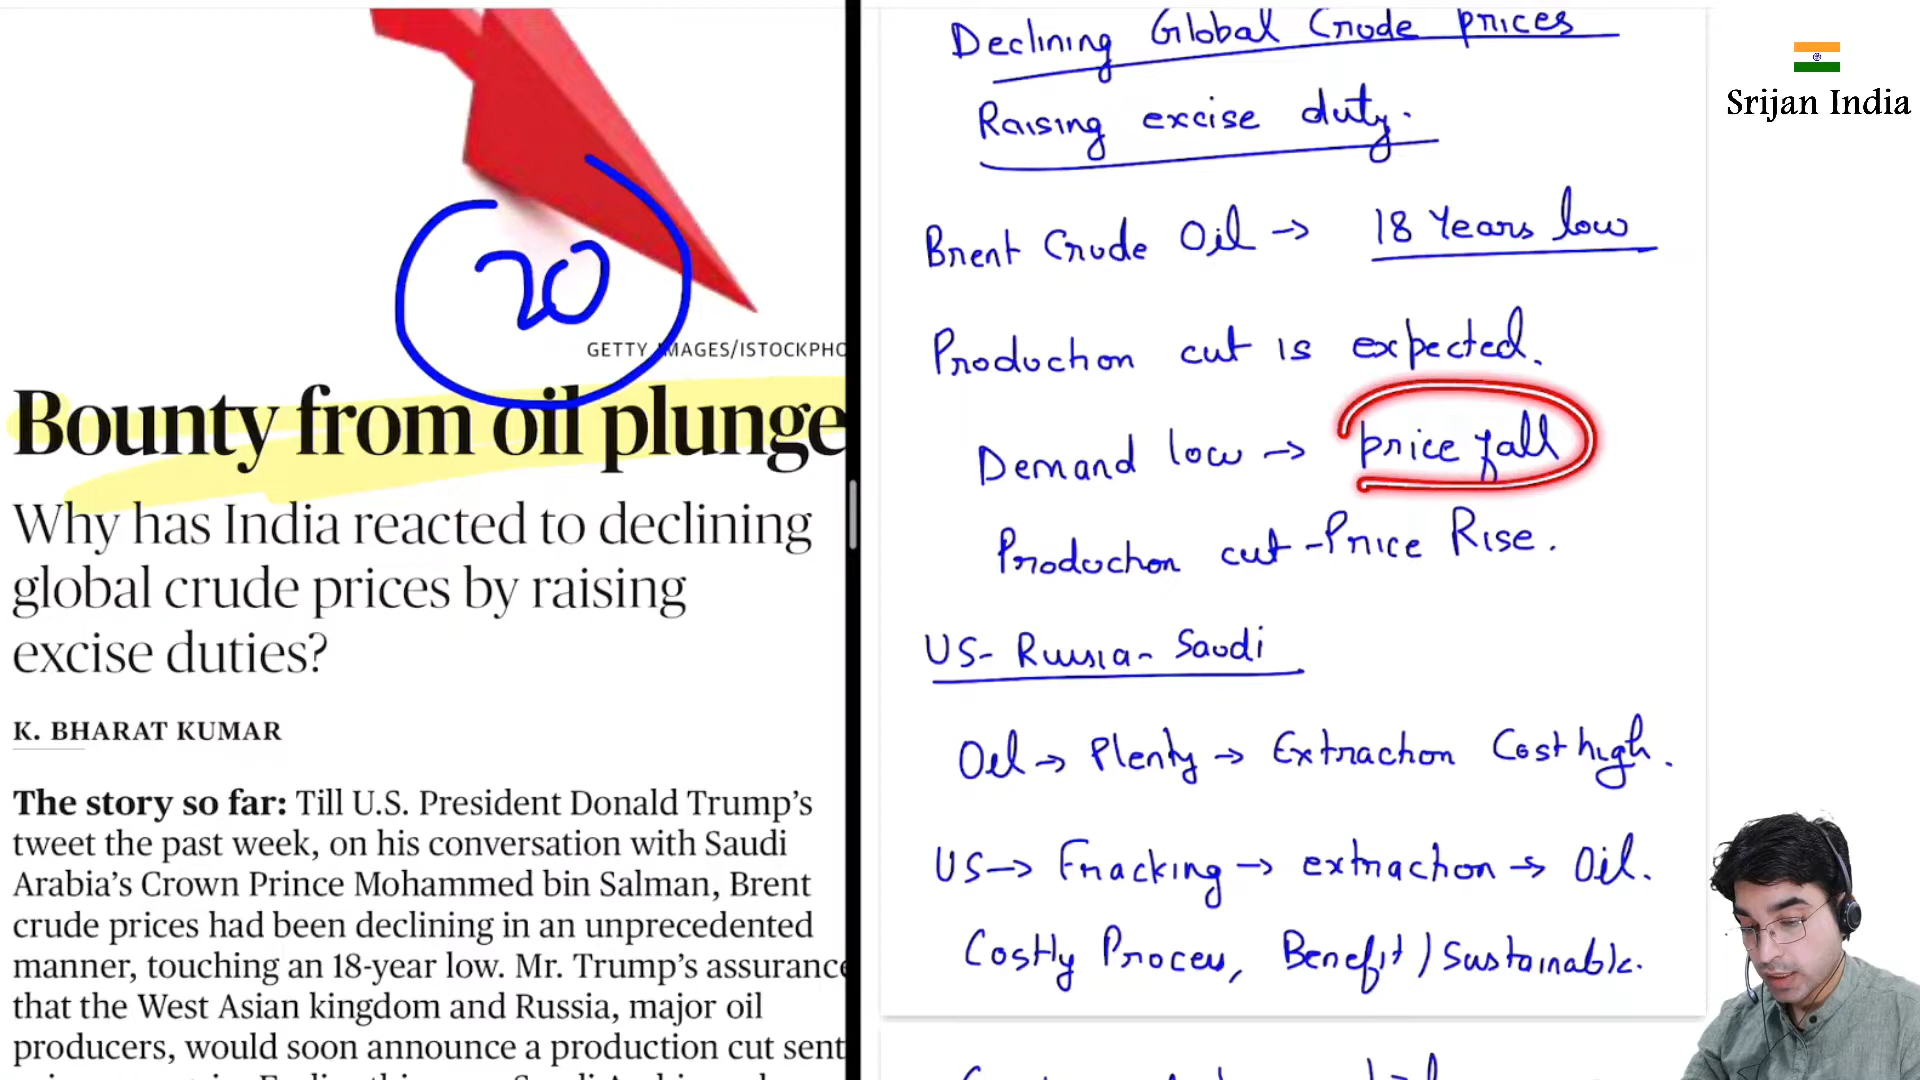 20
GETTY IMAGES/ISTOCKPHO
Bounty from oil plunge
Why has India reacted to declining
global crude prices by raising
excise duties?
K. BHARAT KUMAR
The story so far: Till U.S. President Donald Trump's
tweet the past week, on his conversation with Saudi
Arabia's Crown Prince Mohammed bin Salman, Brent
crude prices had been declining in an unprecedented
manner, touching an 18-year low. Mr. Trump's assurance
that the West Asian kingdom and Russia, major oil
producers, would soon announce a production cut sent
Declining Global Crude prices
Raising excise duty.
Brent Crude Oil → 18 Years low
Production cut is expected.
Demand low → price fall
Production cut - Price Rise.
US - Russia - Saudi
Oil → Plenty → Extraction Cost high.
US → Fracking → extraction → Oil.
Costly Process, Benefit / Sustainable.
Srijan India